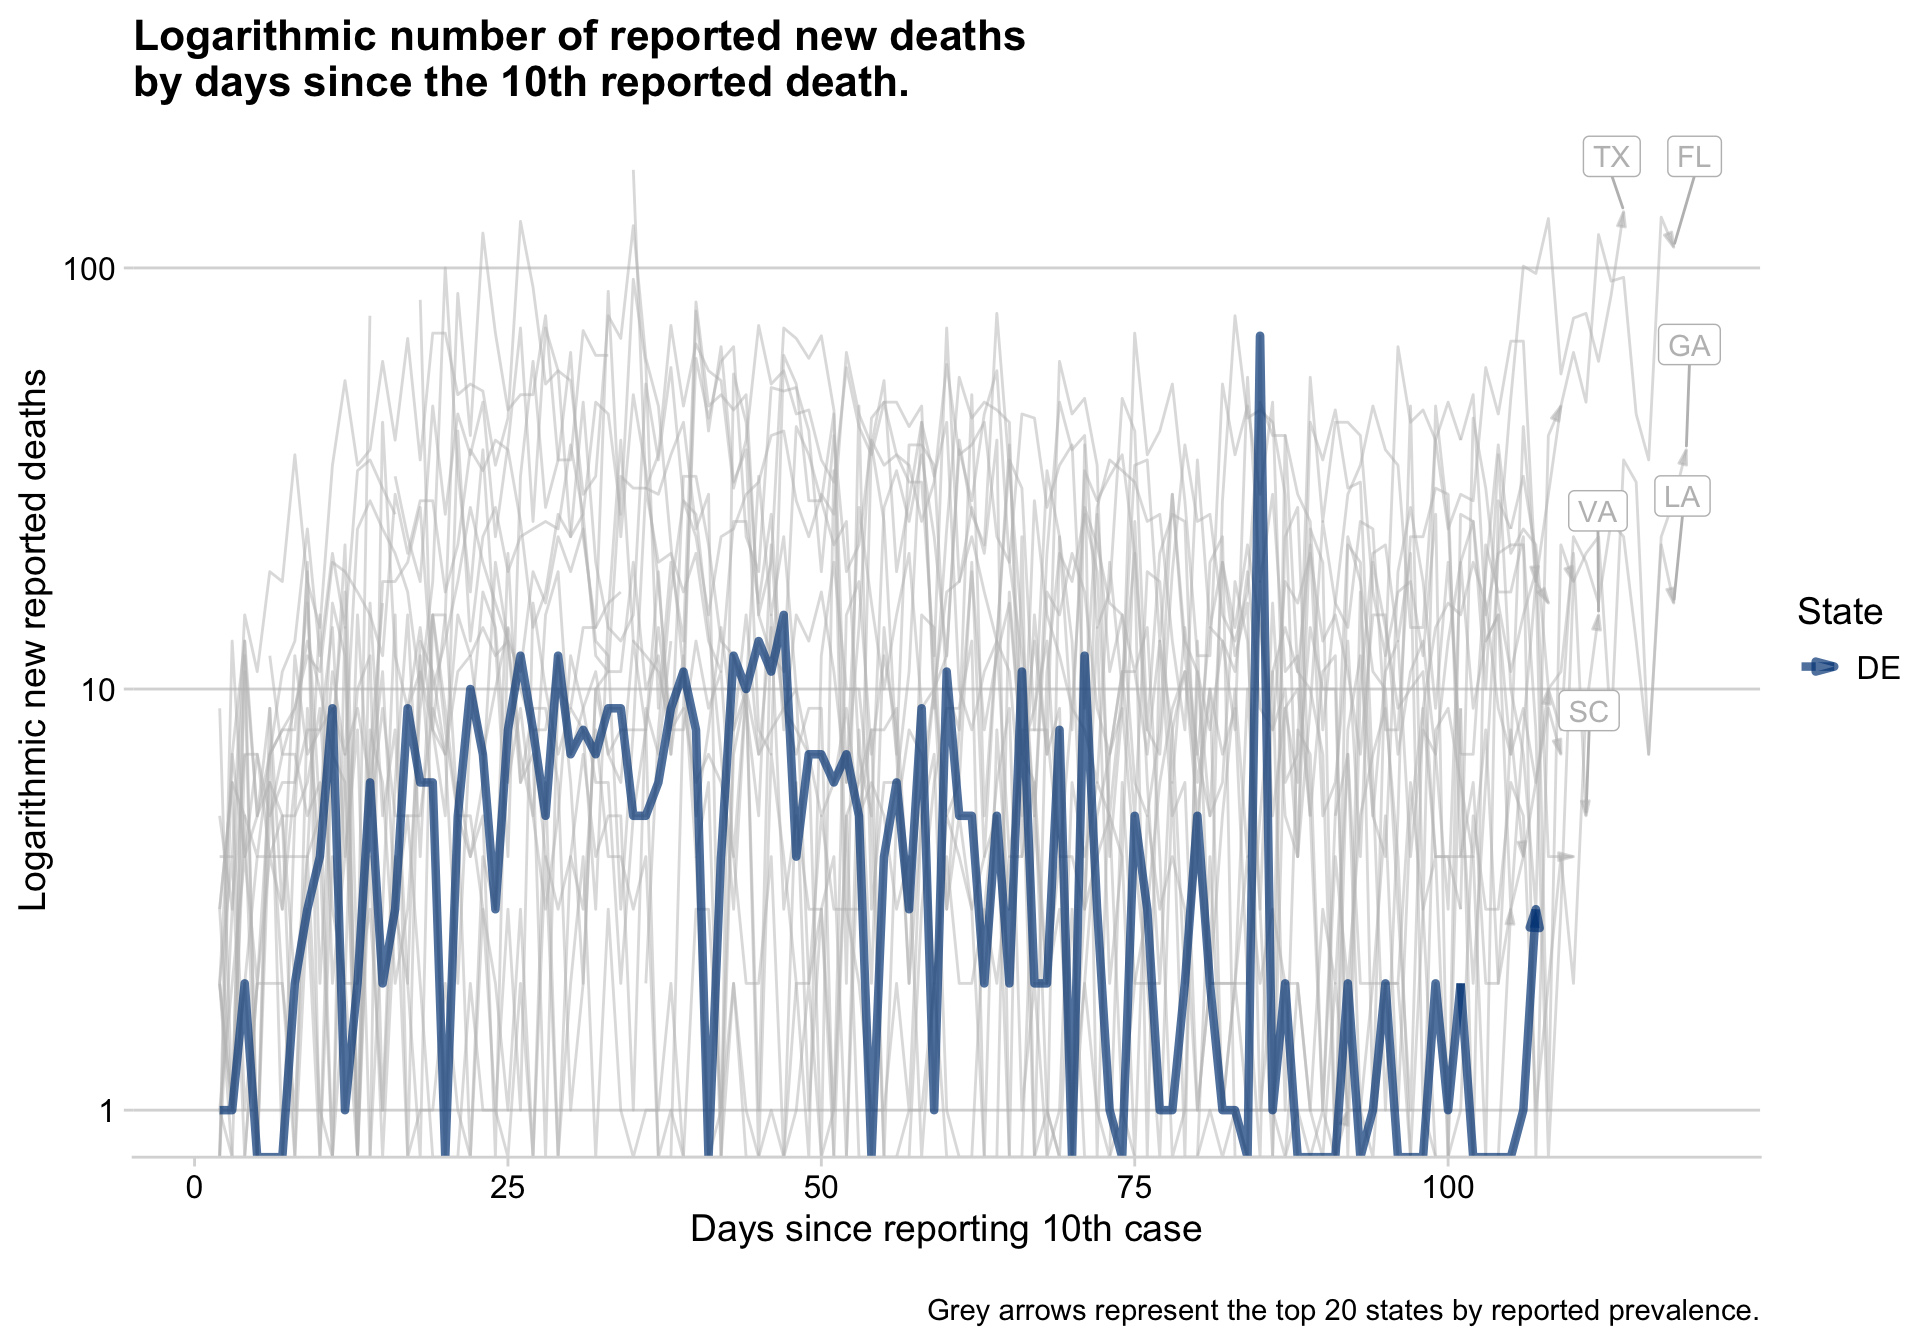 Logarithmic number of reported new deaths
by days since the 10th reported death.
TX
FL
100
GA
Logarithmic new reported deaths
LA
VA
State
DE
10
SC
1
0
25
50
75
100
Days since reporting 10th case
Grey arrows represent the top 20 states by reported prevalence.